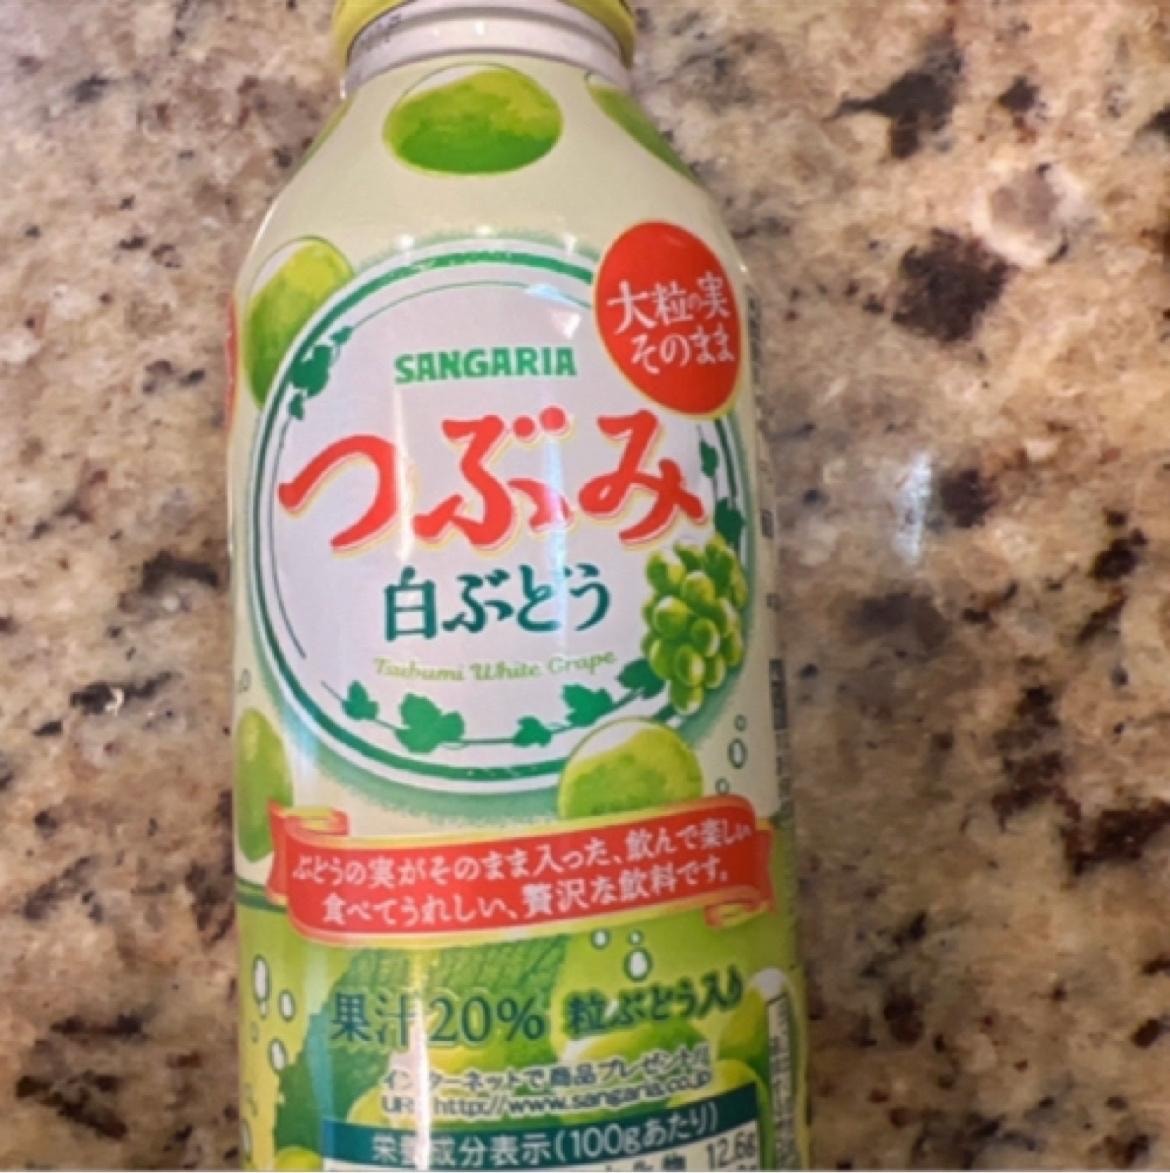 大粒の実
そのまま
SANGARIA
つぶみ
白ぶどう
Tsubumi White Grape
ぶどうの実がそのまま入った、飲んで楽しい
食べてうれしい、贅沢な飲料です。
果汁20% 粒ぶどう入り
インターネットで商品プレゼント
URL http://www.sangaria.co.jp
栄養成分表示(100gあたり)
12.6g